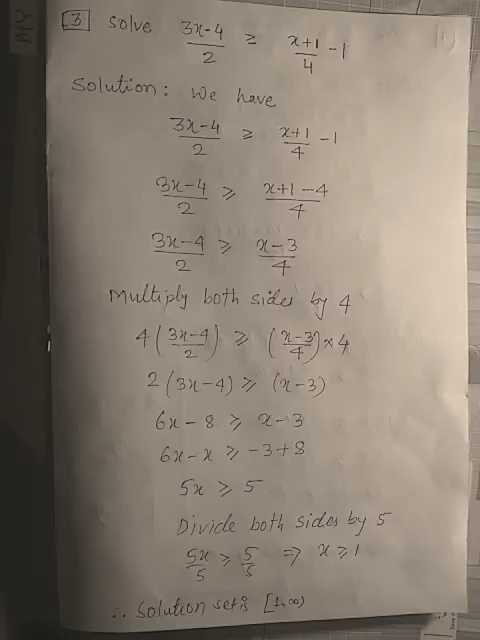 [3] Solve (3x-4)/2 ≥ (x+1)/4 - 1
Solution: We have
(3x-4)/2 ≥ (x+1)/4 - 1
(3x-4)/2 ≥ (x+1-4)/4
(3x-4)/2 ≥ (x-3)/4
Multiply both sides by 4
4((3x-4)/2) ≥ ((x-3)/4)×4
2(3x-4) ≥ (x-3)
6x - 8 ≥ x - 3
6x - x ≥ -3+8
5x ≥ 5
Divide both sides by 5
5x/5 ≥ 5/5 ⇒ x ≥ 1
∴ Solution set is [1,∞)